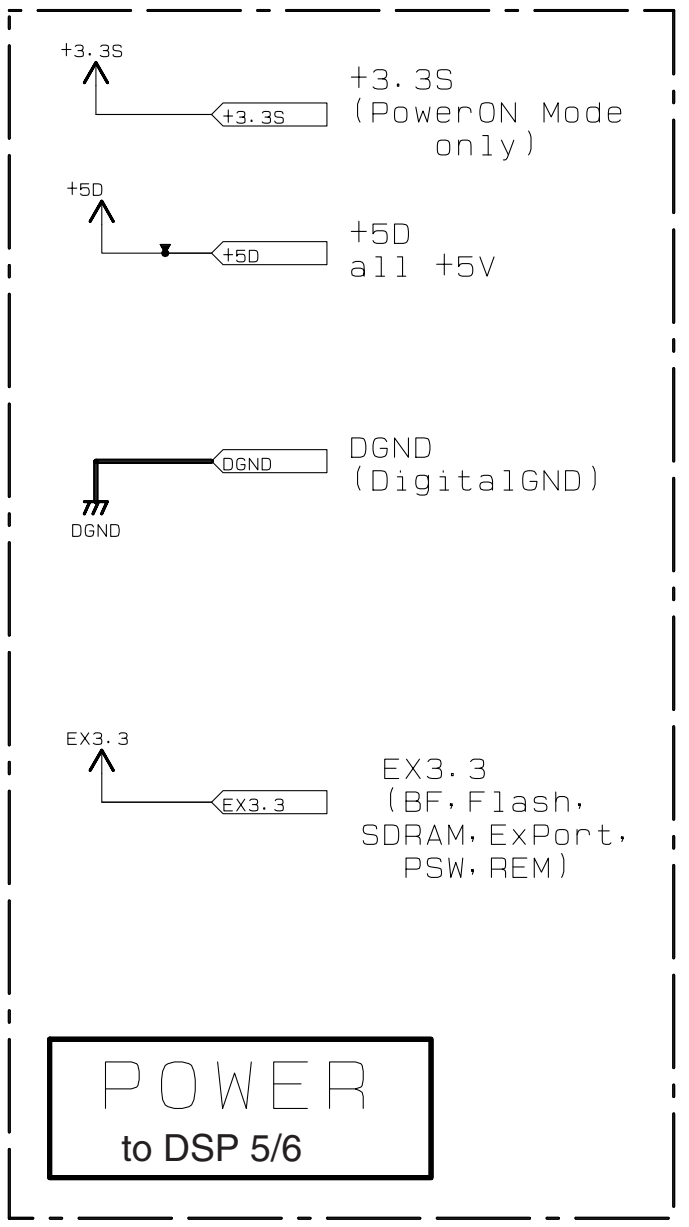 +3.3S
+3.3S
+3.3S
(PowerON Mode
only)
+5D
+5D
+5D
all +5V
DGND
DGND
DGND
(DigitalGND)
EX3.3
EX3.3
EX3.3
(BF,Flash,
SDRAM,ExPort,
PSW,REM)
POWER
to DSP 5/6